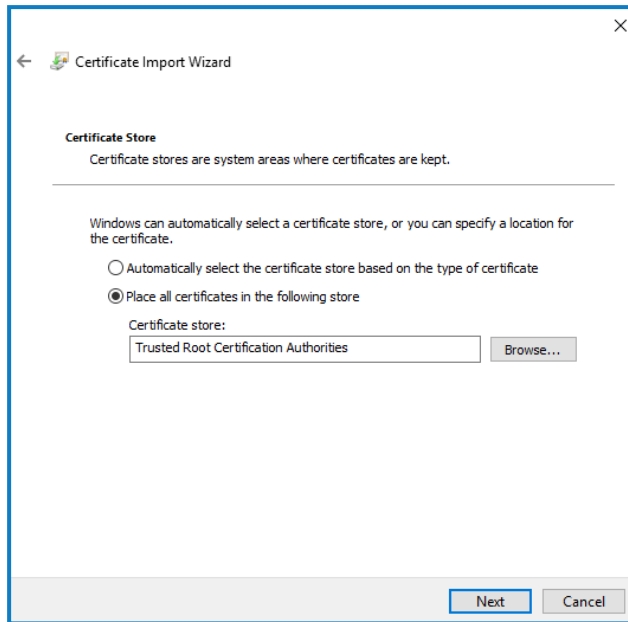 Certificate Import Wizard
Certificate Store
Certificate stores are system areas where certificates are kept.
Windows can automatically select a certificate store, or you can specify a location for
the certificate.
Automatically select the certificate store based on the type of certificate
Place all certificates in the following store
Certificate store:
Trusted Root Certification Authorities
Browse...
Next
Cancel